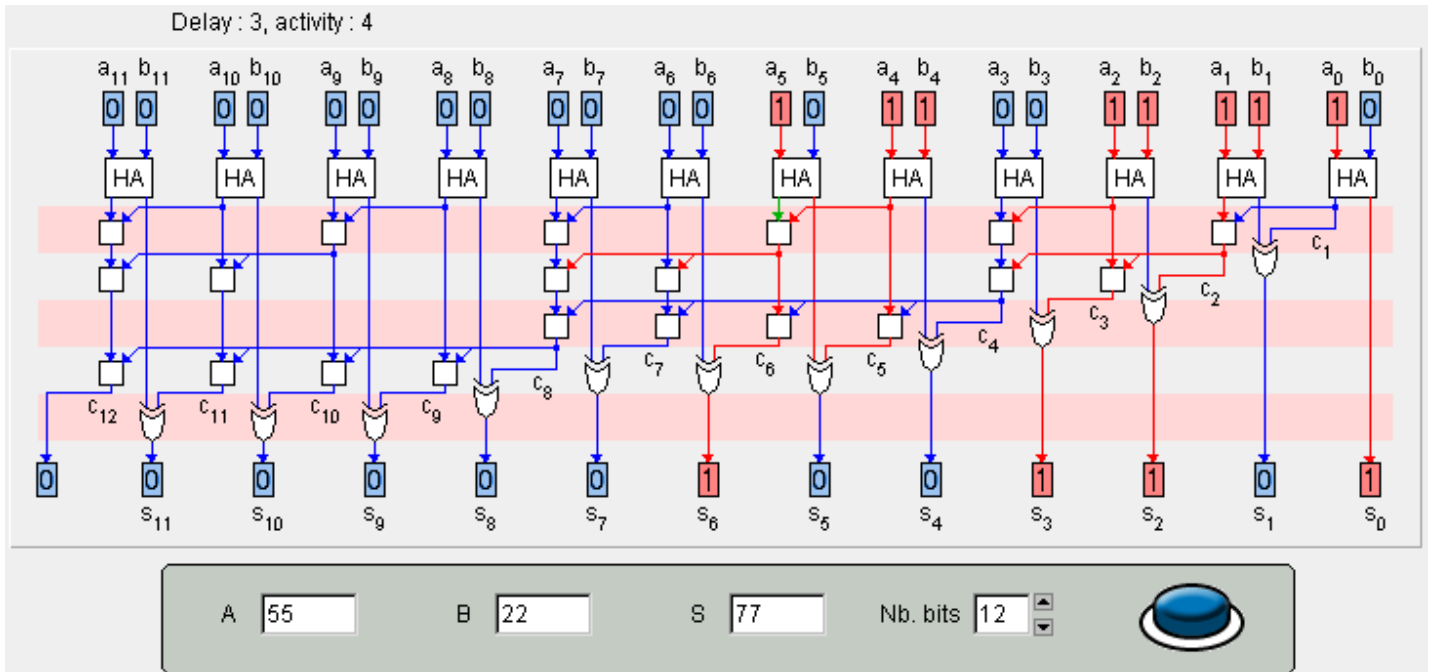 Delay : 3, activity : 4
a11 b11 a10 b10 a9 b9 a8 b8 a7 b7 a6 b6 a5 b5 a4 b4 a3 b3 a2 b2 a1 b1 a0 b0
0 0 0 0 0 0 0 0 0 0 0 0 1 0 1 1 0 0 1 1 1 1 1 0
HA HA HA HA HA HA HA HA HA HA HA HA
c1
c2
c3
c4
c12 c11 c10 c9 c8 c7 c6 c5
0 0 0 0 0 0 1 0 0 1 1 0 1
s11 s10 s9 s8 s7 s6 s5 s4 s3 s2 s1 s0
A 55 B 22 S 77 Nb. bits 12